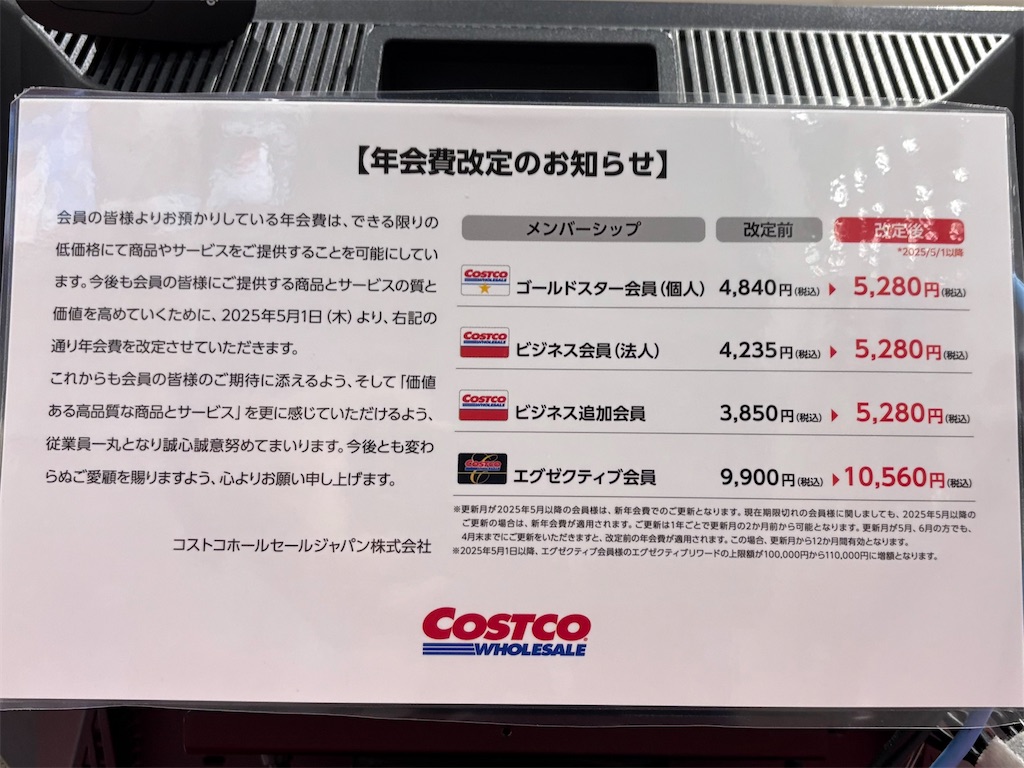 【年会費改定のお知らせ】
会員の皆様よりお預かりしている年会費は、できる限りの
低価格にて商品やサービスをご提供することを可能にしてい
ます。今後も会員の皆様にご提供する商品とサービスの質と
価値を高めていくために、2025年5月1日(木)より、右記の
通り年会費を改定させていただきます。
これからも会員の皆様のご期待に添えるよう、そして「価値
ある高品質な商品とサービス」を更に感じていただけるよう、
従業員一丸となり誠心誠意努めてまいります。今後とも変わ
らぬご愛顧を賜りますよう、心よりお願い申し上げます。
コストコホールセールジャパン株式会社
メンバーシップ 改定前 改定後
*2025/5/1以降
COSTCO WHOLESALE ゴールドスター会員(個人) 4,840円(税込) 5,280円(税込)
COSTCO WHOLESALE ビジネス会員(法人) 4,235円(税込) 5,280円(税込)
COSTCO WHOLESALE ビジネス追加会員 3,850円(税込) 5,280円(税込)
COSTCO エグゼクティブ会員 9,900円(税込) 10,560円(税込)
※更新月が2025年5月以降の会員様は、新年会費でのご更新となります。現在期限切れの会員様に関しましても、2025年5月以降の
ご更新の場合は、新年会費が適用されます。ご更新は1年ごとで更新月の2か月前から可能となります。更新月が5月、6月の方でも、
4月末までにご更新をいただきますと、改定前の年会費が適用されます。この場合、更新月から12か月間有効となります。
※2025年5月1日以降、エグゼクティブ会員様のエグゼクティブリワードの上限額が100,000円から110,000円に増額となります。
COSTCO
WHOLESALE